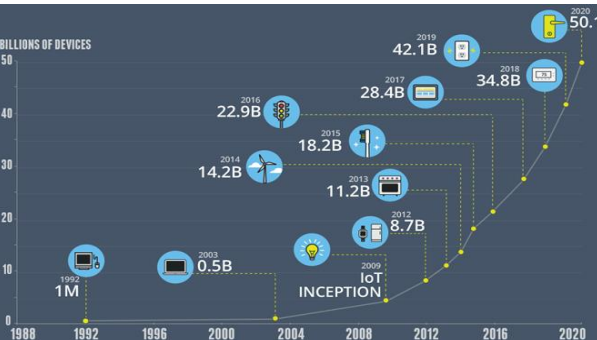 BILLIONS OF DEVICES
50
40
30
20
10
0
1988 1992 1996 2000 2004 2008 2012 2016 2020
1992
1M
2003
0.5B
2009
IoT
INCEPTION
2012
8.7B
2013
11.2B
2014
14.2B
2015
18.2B
2016
22.9B
2017
28.4B
2018
34.8B
2019
42.1B
2020
50.1